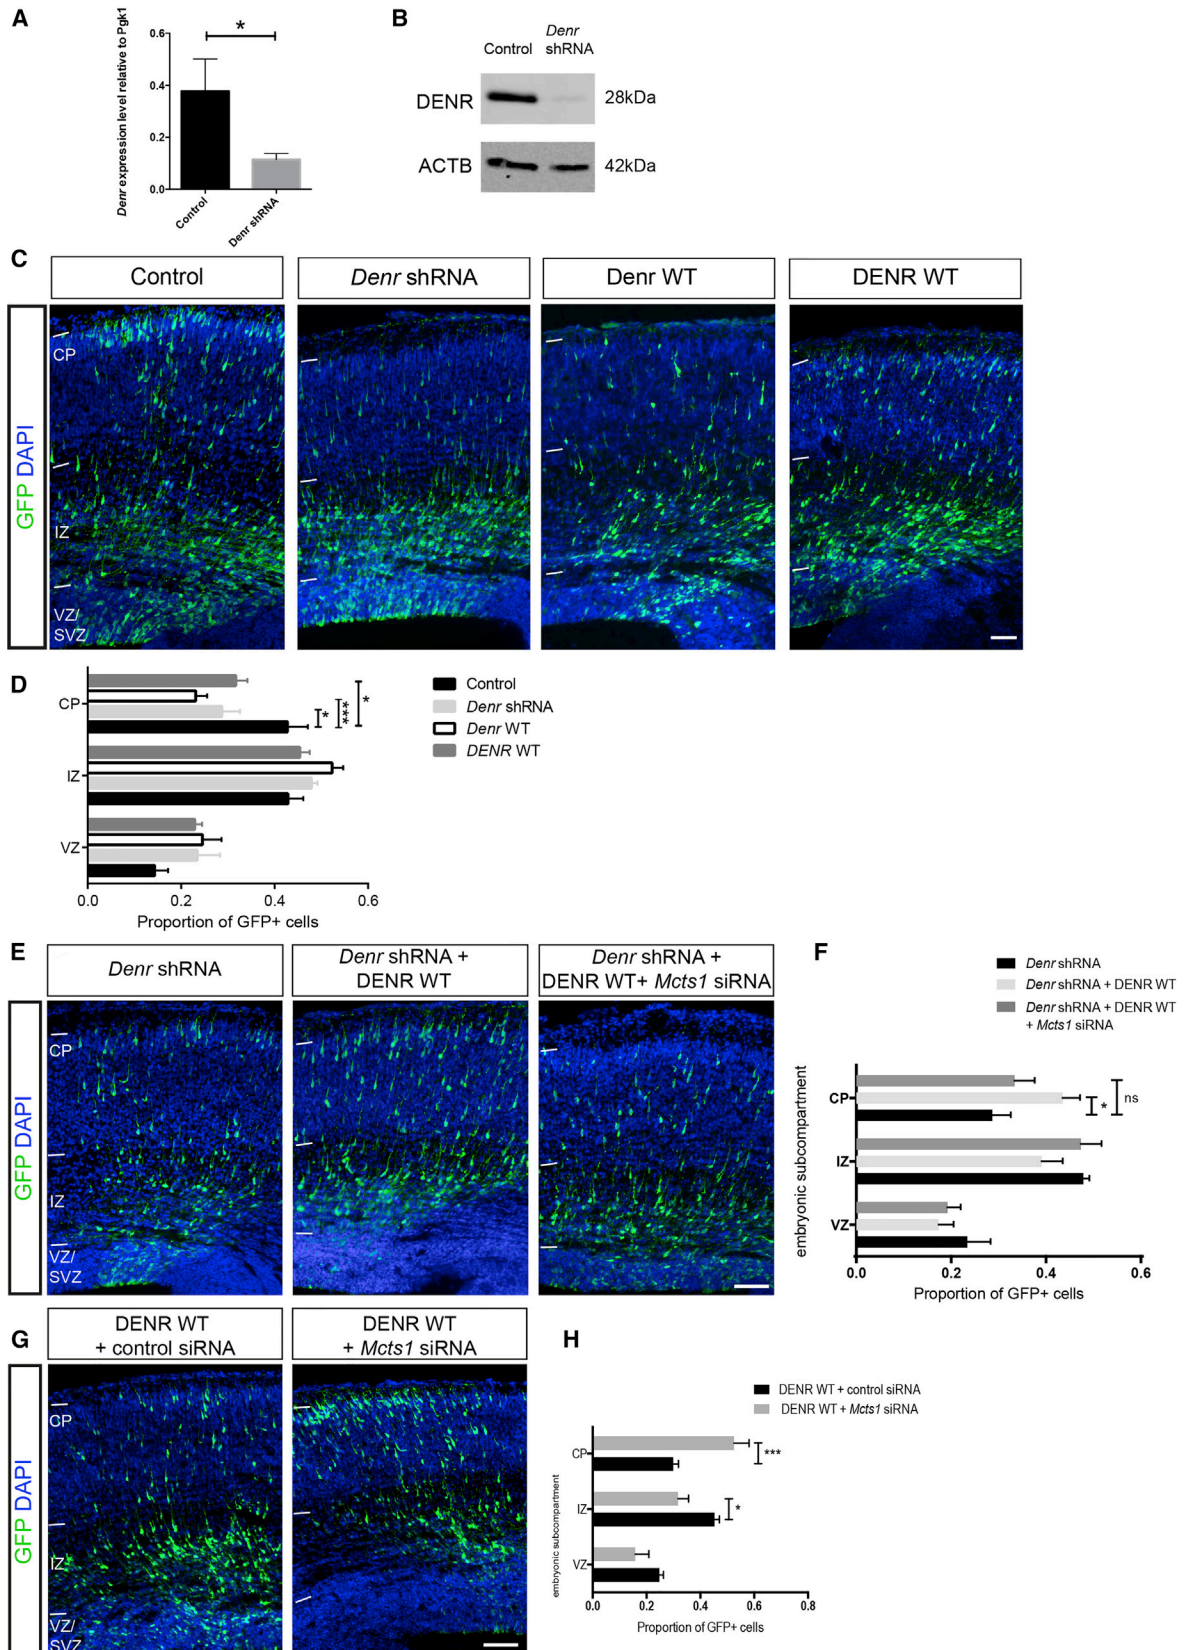 A
Denr expression level relative to Pgk1
0.6
0.4
0.2
0.0
*
Control
Denr shRNA
B
Control
Denr
shRNA
DENR
28kDa
ACTB
42kDa
C
Control
Denr shRNA
Denr WT
DENR WT
GFP DAPI
CP
IZ
VZ/
SVZ
D
CP
IZ
VZ
* *** *
0.0 0.2 0.4 0.6
Proportion of GFP+ cells
Control
Denr shRNA
Denr WT
DENR WT
E
Denr shRNA
Denr shRNA +
DENR WT
Denr shRNA +
DENR WT+ Mcts1 siRNA
GFP DAPI
CP
IZ
VZ/
SVZ
F
Denr shRNA
Denr shRNA + DENR WT
Denr shRNA + DENR WT
+ Mcts1 siRNA
embryonic subcompartment
CP
IZ
VZ
* ns
0.0 0.2 0.4 0.6
Proportion of GFP+ cells
G
DENR WT
+ control siRNA
DENR WT
+ Mcts1 siRNA
GFP DAPI
CP
IZ
VZ/
SVZ
H
DENR WT + control siRNA
DENR WT + Mcts1 siRNA
embryonic subcompartment
CP
IZ
VZ
***
*
0.0 0.2 0.4 0.6 0.8
Proportion of GFP+ cells